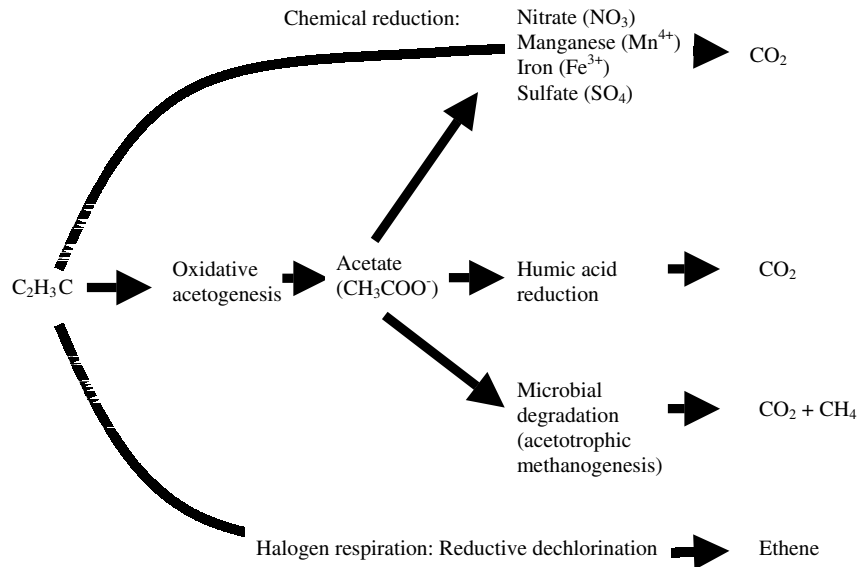 Chemical reduction:
Nitrate (NO₃)
Manganese (Mn⁴⁺)
Iron (Fe³⁺)
Sulfate (SO₄)
CO₂
C₂H₃C
Oxidative
acetogenesis
Acetate
(CH₃COO⁻)
Humic acid
reduction
CO₂
Microbial
degradation
(acetotrophic
methanogenesis)
CO₂ + CH₄
Halogen respiration: Reductive dechlorination
Ethene